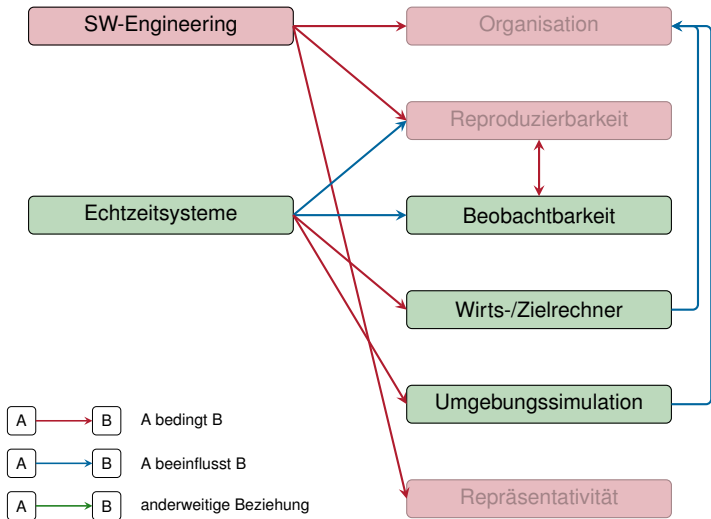 SW-Engineering
Organisation
Reproduzierbarkeit
Echtzeitsysteme
Beobachtbarkeit
Wirts-/Zielrechner
Umgebungssimulation
A B A bedingt B
A B A beeinflusst B
Repräsentativität
A B anderweitige Beziehung